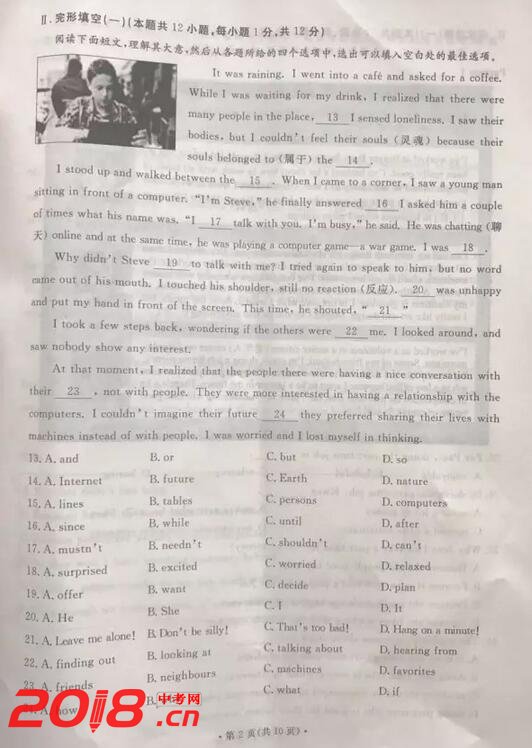 Ⅱ. 完形填空(一)(本题共 12 小题,每小题 1 分,共 12 分)
阅读下面短文,理解其大意,然后从各题所给的四个选项中,选出可以填入空白处的最佳选项。
It was raining. I went into a café and asked for a coffee.
While I was waiting for my drink, I realized that there were
many people in the place, 13 I sensed loneliness. I saw their
bodies, but I couldn't feel their souls (灵魂) because their
souls belonged to (属于) the 14 .
I stood up and walked between the 15 . When I came to a corner, I saw a young man
sitting in front of a computer. "I'm Steve," he finally answered 16 I asked him a couple
of times what his name was. "I 17 talk with you. I'm busy," he said. He was chatting (聊
天) online and at the same time, he was playing a computer game—a war game. I was 18 .
Why didn't Steve 19 to talk with me? I tried again to speak to him, but no word
came out of his mouth. I touched his shoulder, still no reaction (反应). 20 was unhappy
and put my hand in front of the screen. This time, he shouted, " 21 "
I took a few steps back, wondering if the others were 22 me. I looked around, and
saw nobody show any interest.
At that moment, I realized that the people there were having a nice conversation with
their 23 , not with people. They were more interested in having a relationship with the
computers. I couldn't imagine their future 24 they preferred sharing their lives with
machines instead of with people. I was worried and I lost myself in thinking.
13. A. and B. or C. but D. so
14. A. Internet B. future C. Earth D. nature
15. A. lines B. tables C. persons D. computers
16. A. since B. while C. until D. after
17. A. mustn't B. needn't C. shouldn't D. can't
18. A. surprised B. excited C. worried D. relaxed
19. A. offer B. want C. decide D. plan
20. A. He B. She C. I D. It
21. A. Leave me alone! B. Don't be silly! C. That's too bad! D. Hang on a minute!
22. A. finding out B. looking at C. talking about D. hearing from
23. A. friends B. neighbours C. machines D. favorites
24. A. how B. C. what D. if
2018中考网.cn
· 第 2 页(共 10 页) ·